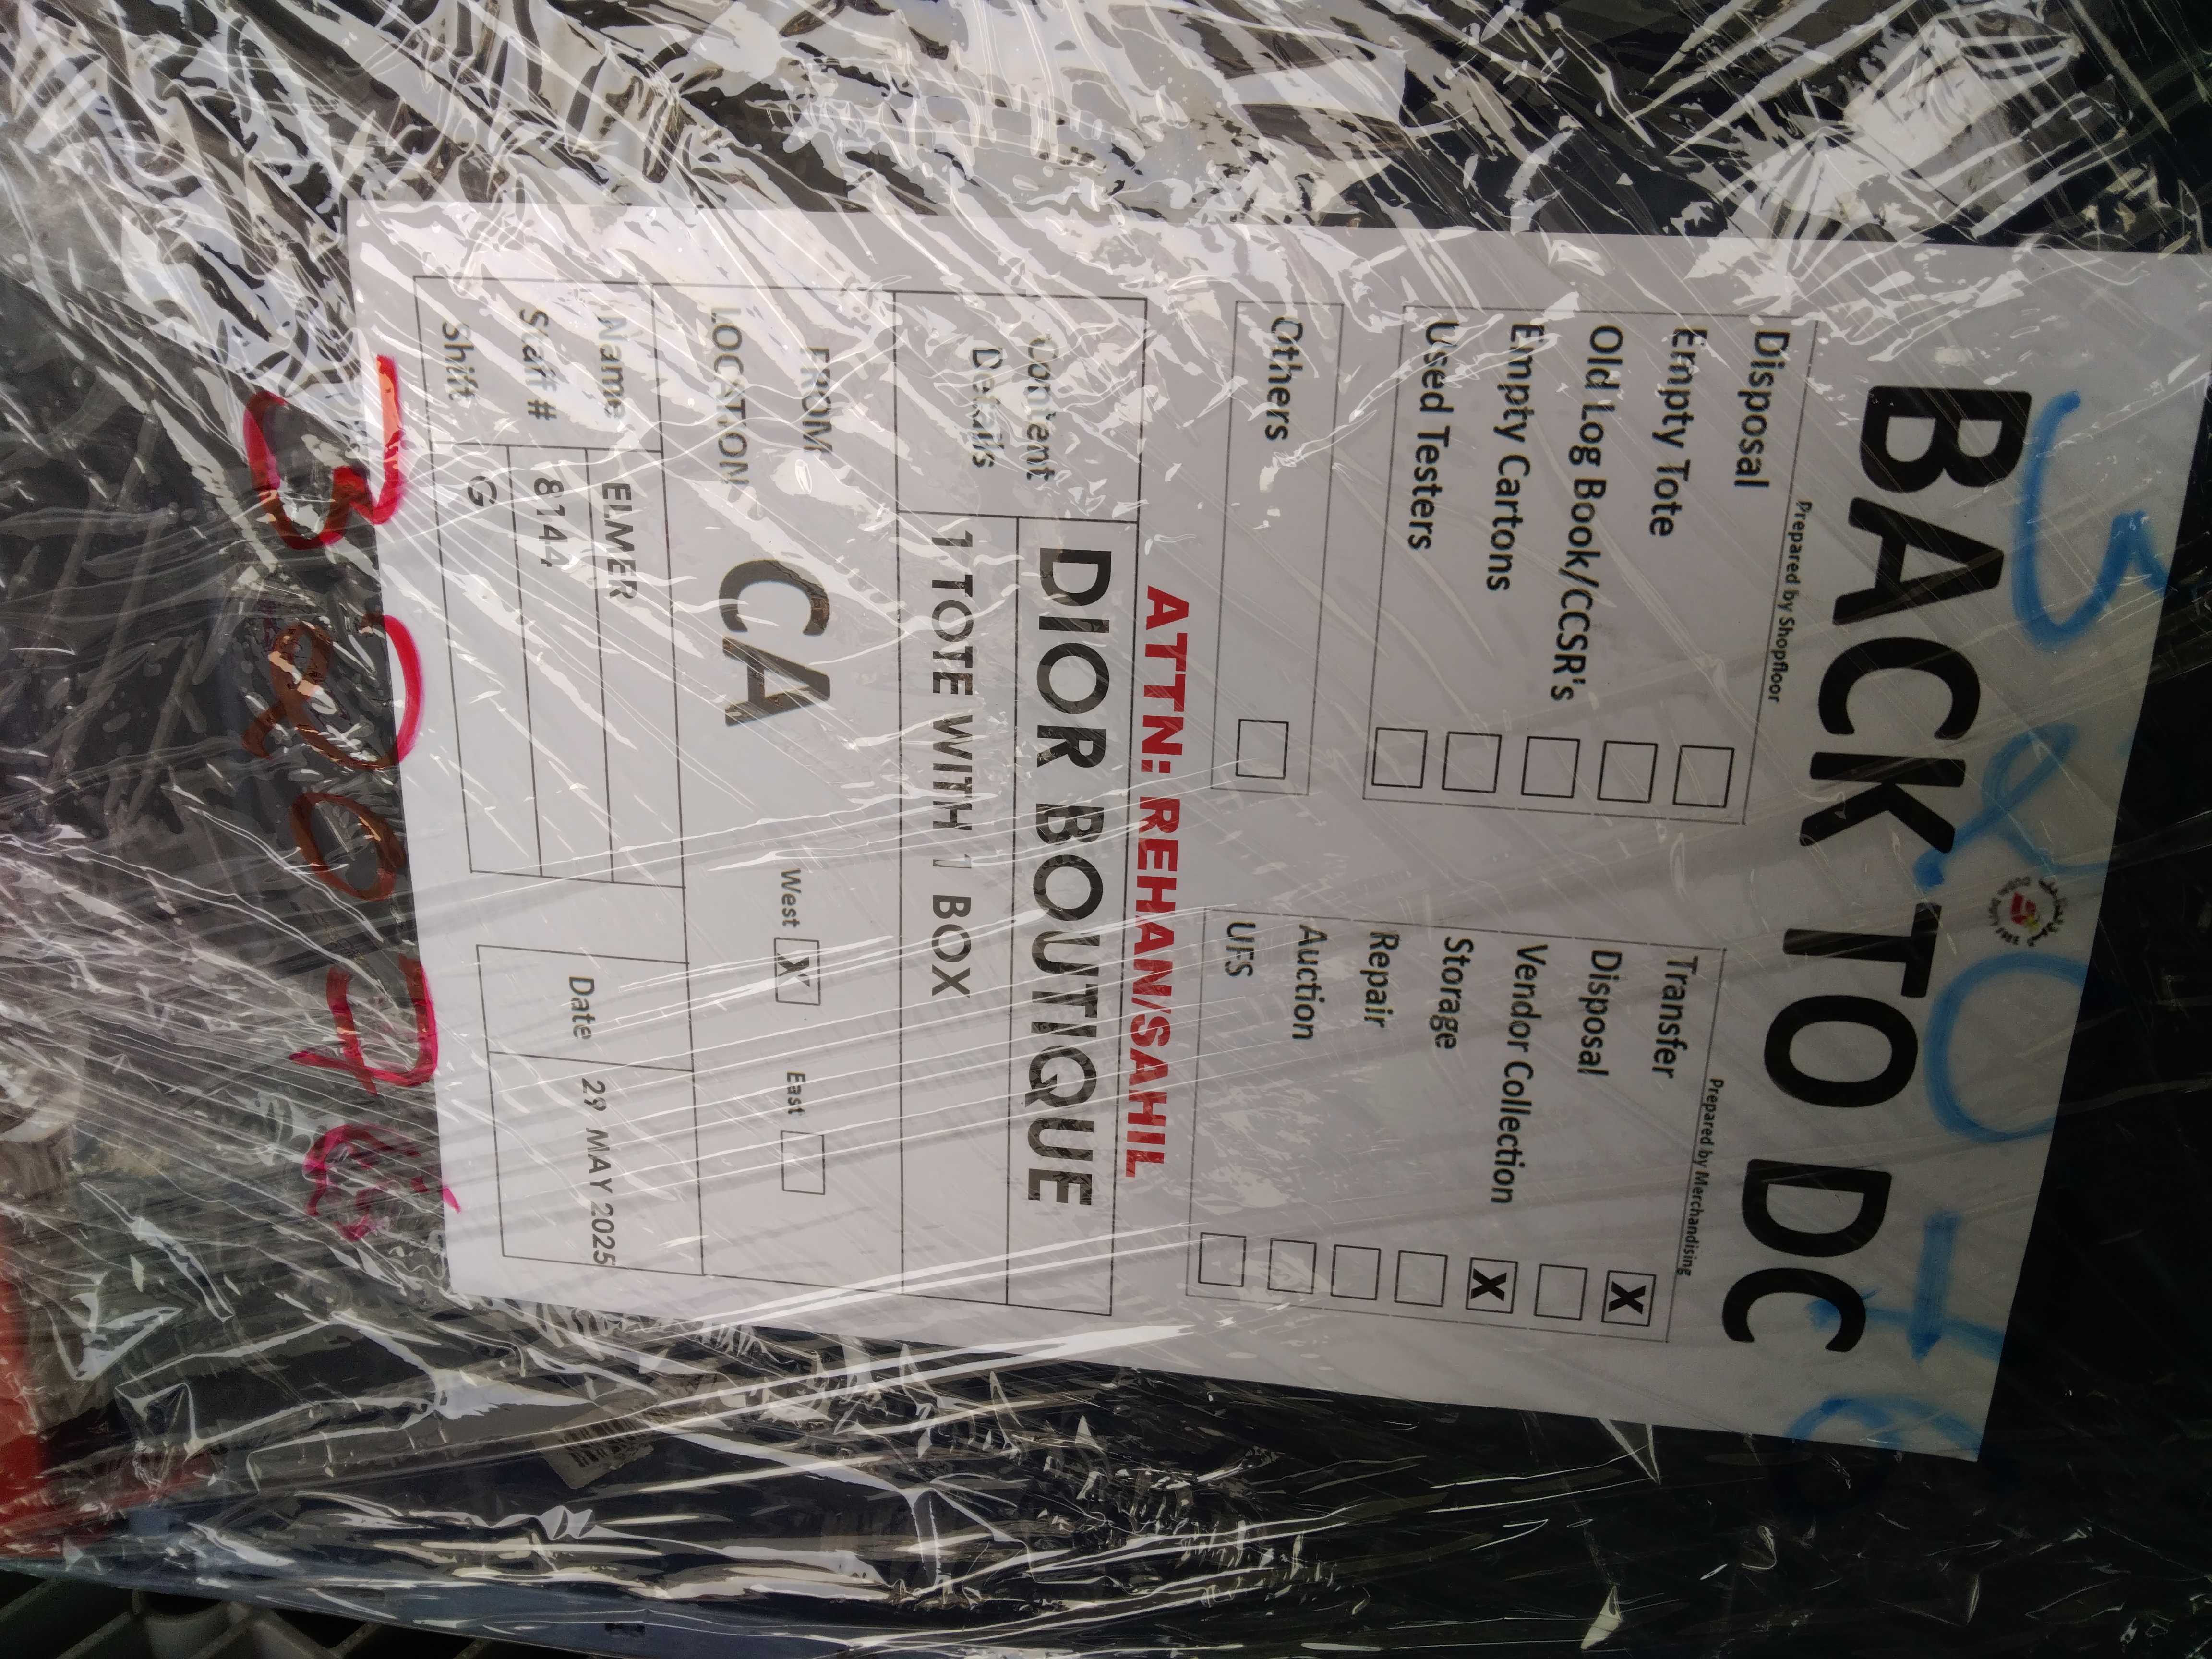 BACK TO DC
Prepared by Shopfloor
Disposal
Empty Tote
Old Log Book/CCSR's
Empty Cartons
Used Testers
Others
Prepared by Merchandising
Transfer
Disposal
Vendor Collection
Storage
Repair
Auction
UFS
ATTN: REHAN/SAHIL
Content Details
DIOR BOUTIQUE
1 TOTE WITH 1 BOX
FROM LOCATION
CA
West X
East
Name ELMER
Staff # 8144
Shift G
Date 29 MAY 2025